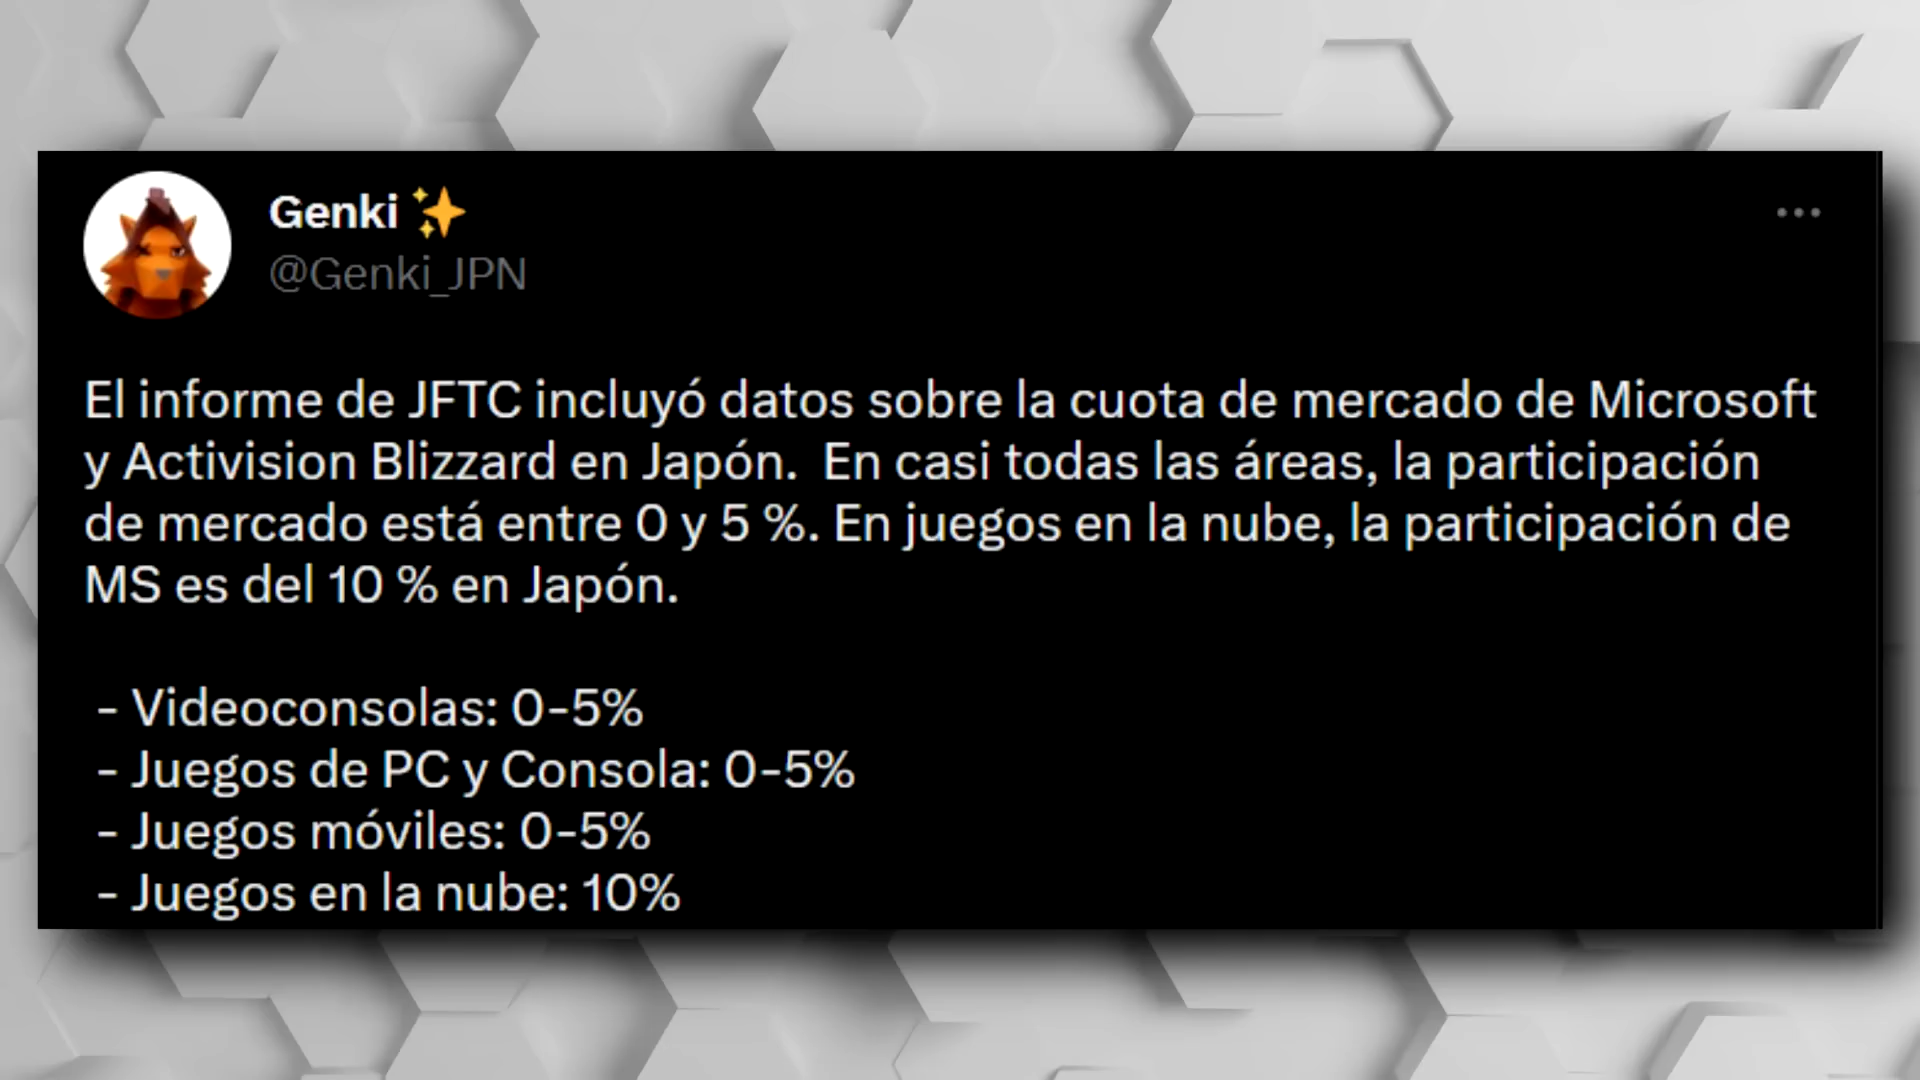 Genki ✨
@Genki_JPN
El informe de JFTC incluyó datos sobre la cuota de mercado de Microsoft
y Activision Blizzard en Japón.  En casi todas las áreas, la participación
de mercado está entre 0 y 5 %. En juegos en la nube, la participación de
MS es del 10 % en Japón.
- Videoconsolas: 0-5%
- Juegos de PC y Consola: 0-5%
- Juegos móviles: 0-5%
- Juegos en la nube: 10%